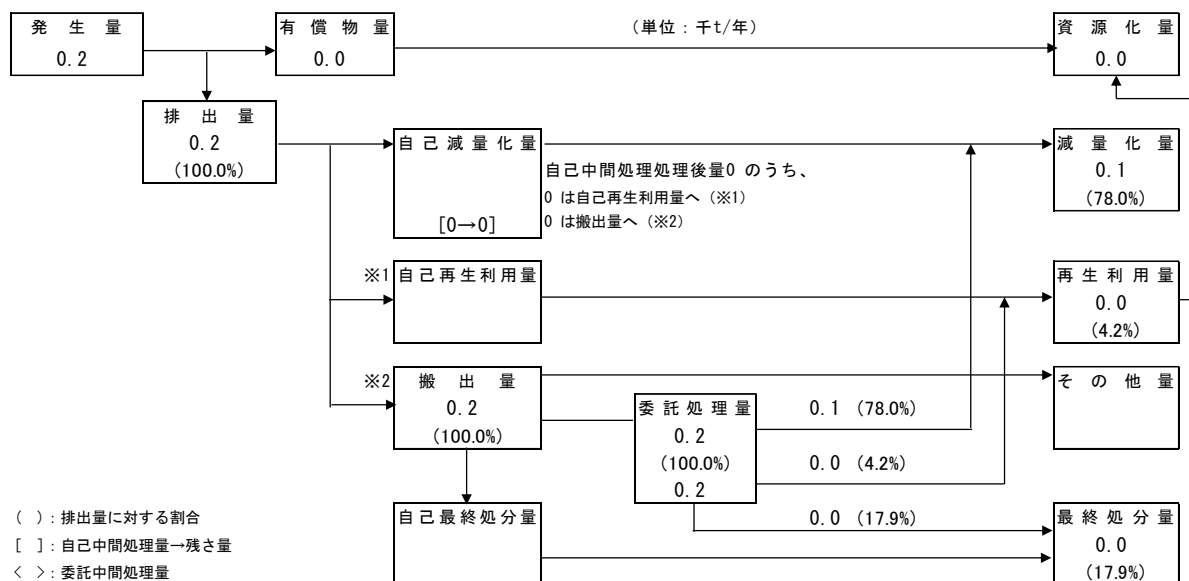 発生量
0.2
有償物量
0.0
（単位：千t/年）
資源化量
0.0
排出量
0.2
(100.0%)
自己減量化量
[0→0]
自己中間処理処理後量0 のうち、
0 は自己再生利用量へ（※1）
0 は搬出量へ（※2）
減量化量
0.1
(78.0%)
※1
自己再生利用量
再生利用量
0.0
(4.2%)
※2
搬出量
0.2
(100.0%)
委託処理量
0.2
(100.0%)
0.2
0.1 (78.0%)
0.0 (4.2%)
0.0 (17.9%)
その他量
自己最終処分量
最終処分量
0.0
(17.9%)
( )：排出量に対する割合
[ ]：自己中間処理量→残さ量
< >：委託中間処理量